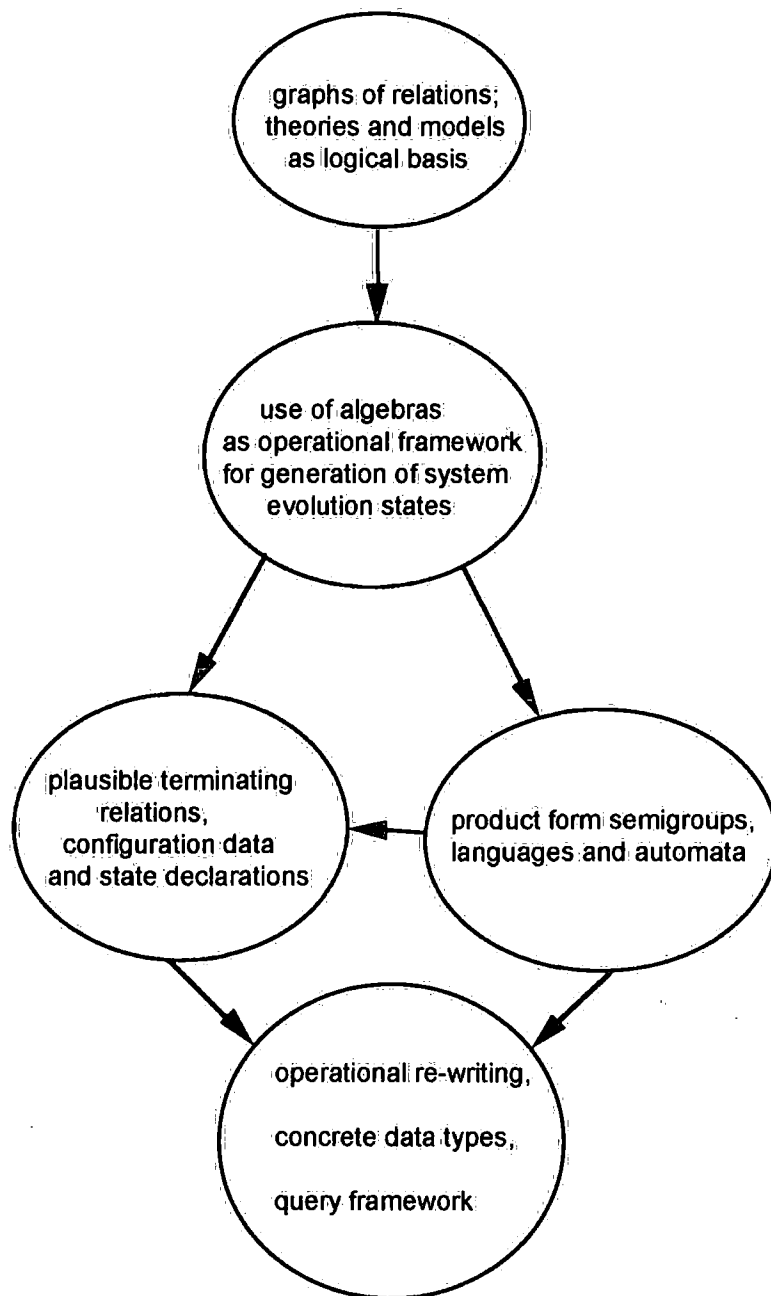 graphs of relations;
theories and models
as logical basis
use of algebras
as operational framework
for generation of system
evolution states
plausible terminating
relations,
configuration data
and state declarations
product form semigroups,
languages and automata
operational re-writing,
concrete data types,
query framework